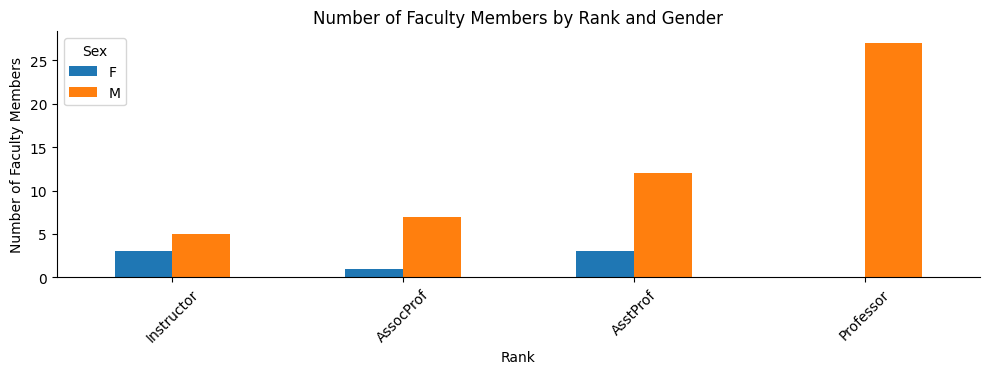 Number of Faculty Members by Rank and Gender
Sex
F
M
Number of Faculty Members
25
20
15
10
5
0
Instructor
AssocProf
AsstProf
Professor
Rank